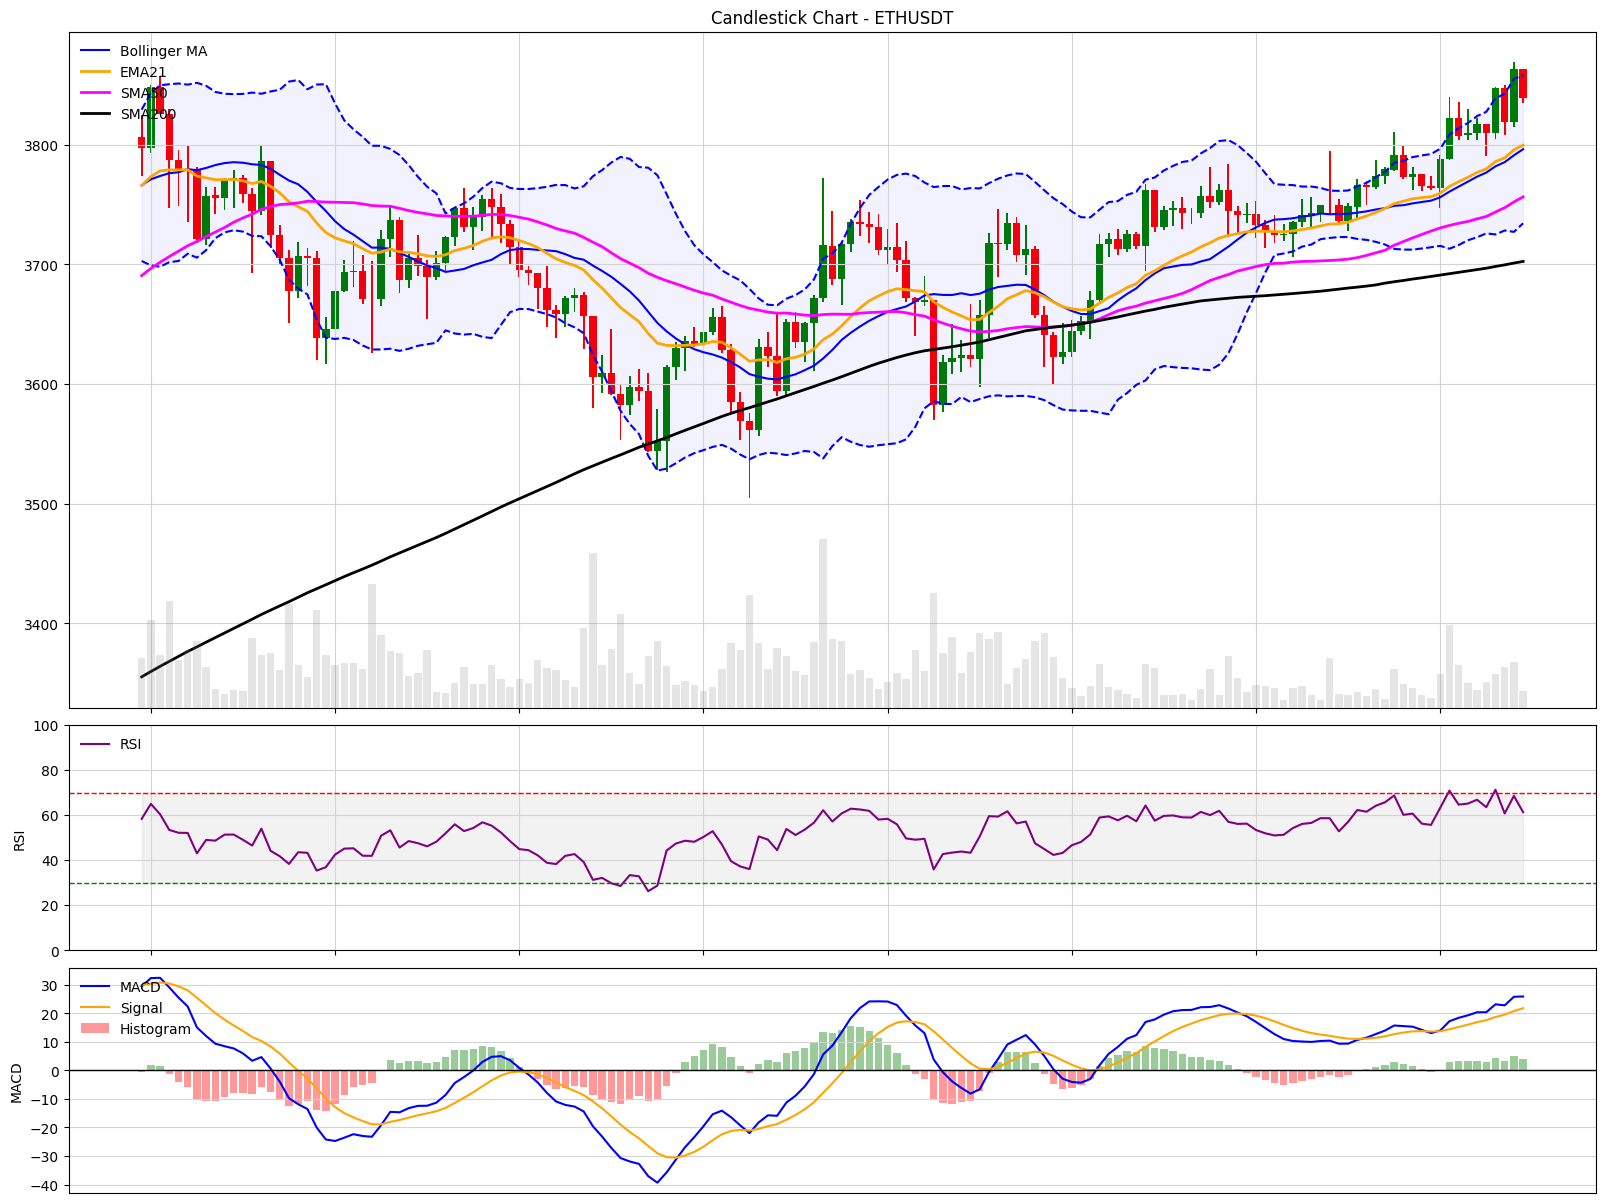 Candlestick Chart - ETHUSDT
Bollinger MA
EMA21
SMA50
SMA200
3800
3700
3600
3500
3400
100
80
60
40
20
0
RSI
RSI
30
20
10
0
−10
−20
−30
−40
MACD
MACD
Signal
Histogram